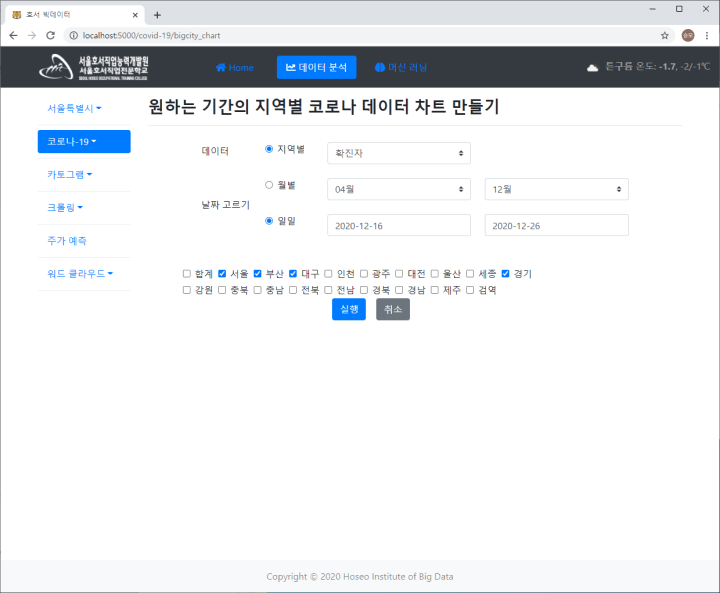 호서 빅데이터
localhost:5000/covid-19/bigcity_chart
서울호서직업능력개발원
서울호서직업전문학교
SEOUL HOSEO OCCUPATIONAL TRAINING COLLEGE
Home
데이터 분석
머신 러닝
튼구름 온도: -1.7, -2/-1℃
서울특별시
코로나-19
카토그램
크롤링
주가 예측
워드 클라우드
원하는 기간의 지역별 코로나 데이터 차트 만들기
데이터 지역별 확진자
월별 04월 12월
날짜 고르기
일일 2020-12-16 2020-12-26
합계 서울 부산 대구 인천 광주 대전 울산 세종 경기
강원 충북 충남 전북 전남 경북 경남 제주 검역
실행 취소
Copyright © 2020 Hoseo Institute of Big Data